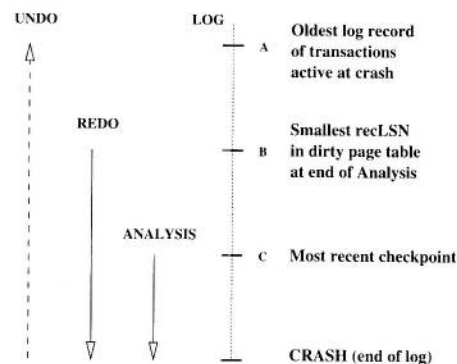 UNDO
LOG
A
Oldest log record
of transactions
active at crash
REDO
B
Smallest recLSN
in dirty page table
at end of Analysis
ANALYSIS
C
Most recent checkpoint
CRASH (end of log)